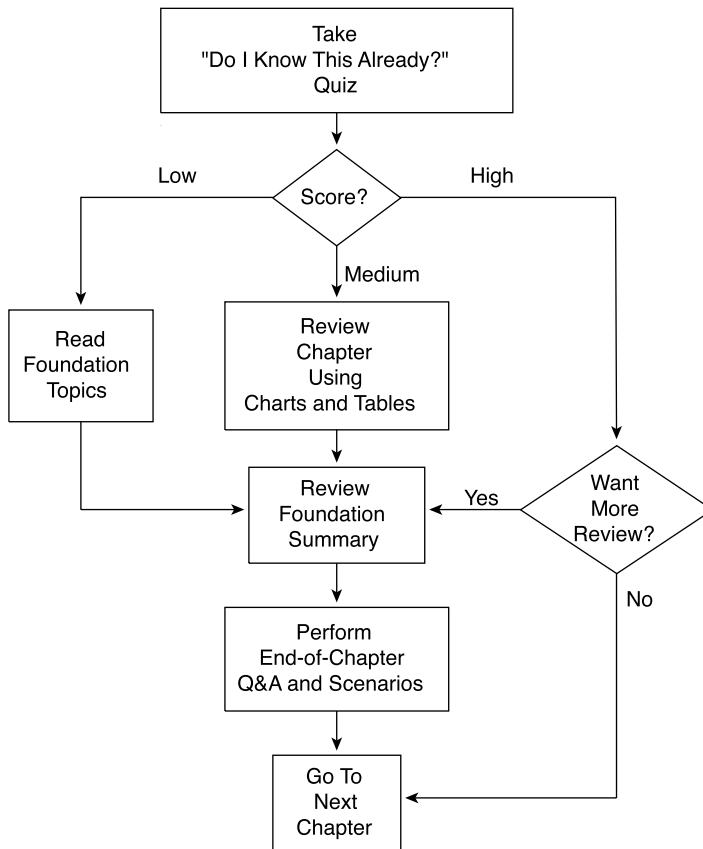 Take
"Do I Know This Already?"
Quiz
Low
Score?
High
Medium
Read
Foundation
Topics
Review
Chapter
Using
Charts and Tables
Review
Foundation
Summary
Yes
Want
More
Review?
No
Perform
End-of-Chapter
Q&A and Scenarios
Go To
Next
Chapter